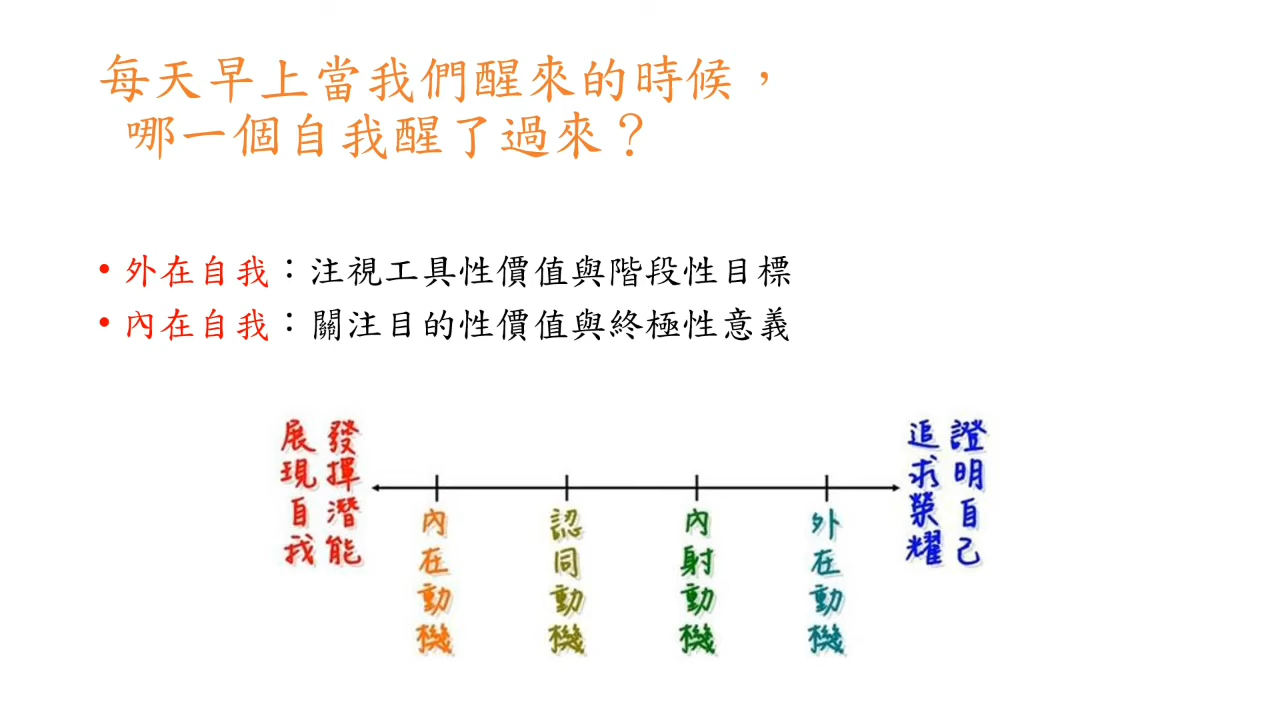 每天早上當我們醒來的時候，
哪一個自我醒了過來？
• 外在自我：注視工具性價值與階段性目標
• 內在自我：關注目的性價值與終極性意義
發揮潛能
展現自我
內在動機
認同動機
內射動機
外在動機
證明自己
追求榮耀